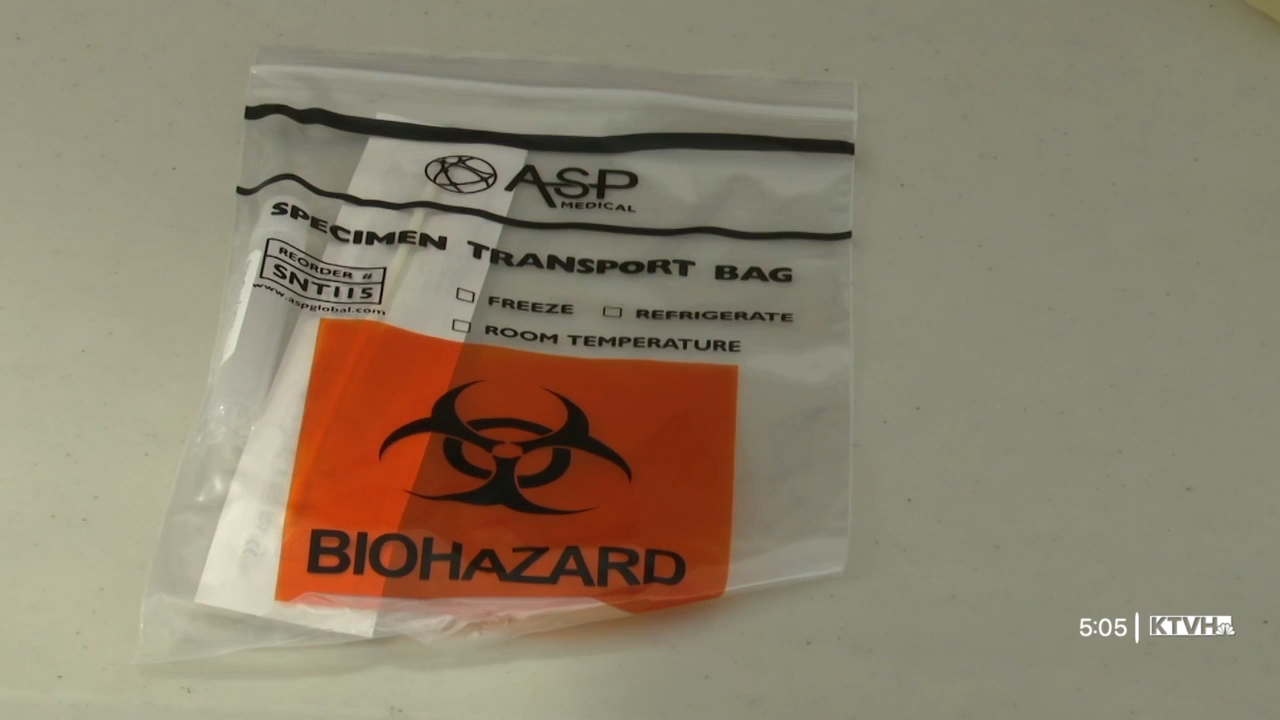 ASP
MEDICAL
SPECIMEN TRANSPORT BAG
REORDER #
SNT115
www.aspglobal.com
FREEZE
REFRIGERATE
ROOM TEMPERATURE
BIOHAZARD
5:05
KTVH